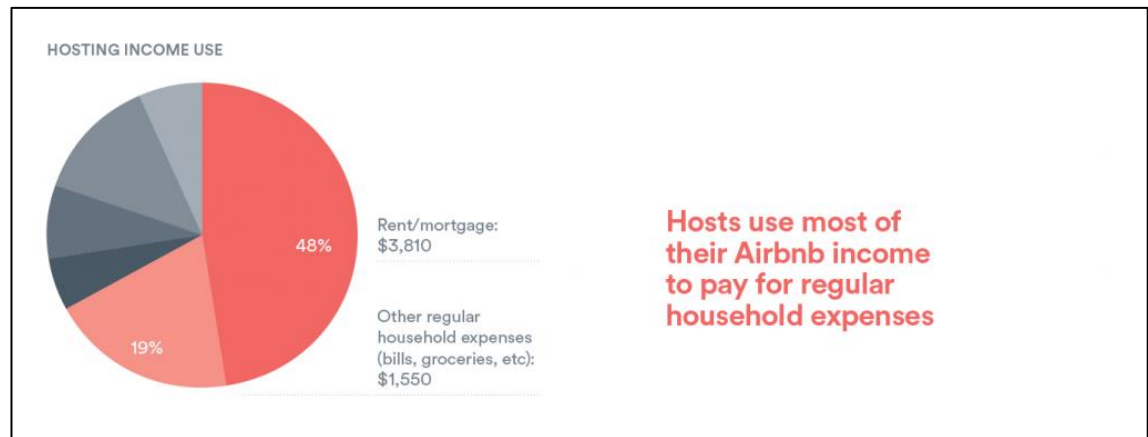 HOSTING INCOME USE
48%
19%
Rent/mortgage:
$3,810
Other regular
household expenses
(bills, groceries, etc):
$1,550
Hosts use most of
their Airbnb income
to pay for regular
household expenses